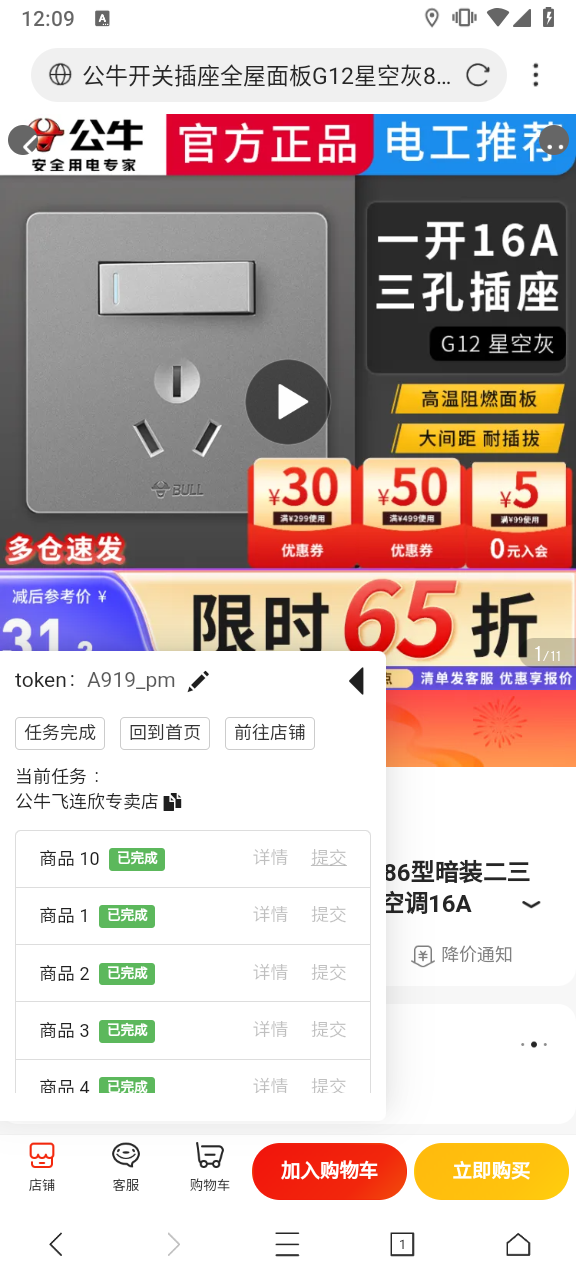 12:09
A
公牛开关插座全屋面板G12星空灰8...
公牛
安全用电专家
官方正品
电工推荐
一开16A
三孔插座
G12 星空灰
高温阻燃面板
大间距 耐插拔
BULL
¥30
满¥299使用
优惠券
¥50
满¥499使用
优惠券
¥5
满¥99使用
0元入会
多仓速发
减后参考价 ¥
限时65折
1/11
清单发客服 优惠享报价
token： A919_pm
任务完成
回到首页
前往店铺
当前任务：
公牛飞连欣专卖店
商品 10 已完成 详情 提交
商品 1 已完成 详情 提交
商品 2 已完成 详情 提交
商品 3 已完成 详情 提交
商品 4 已完成 详情 提交
86型暗装二三
空调16A
降价通知
店铺
客服
购物车
加入购物车
立即购买
1